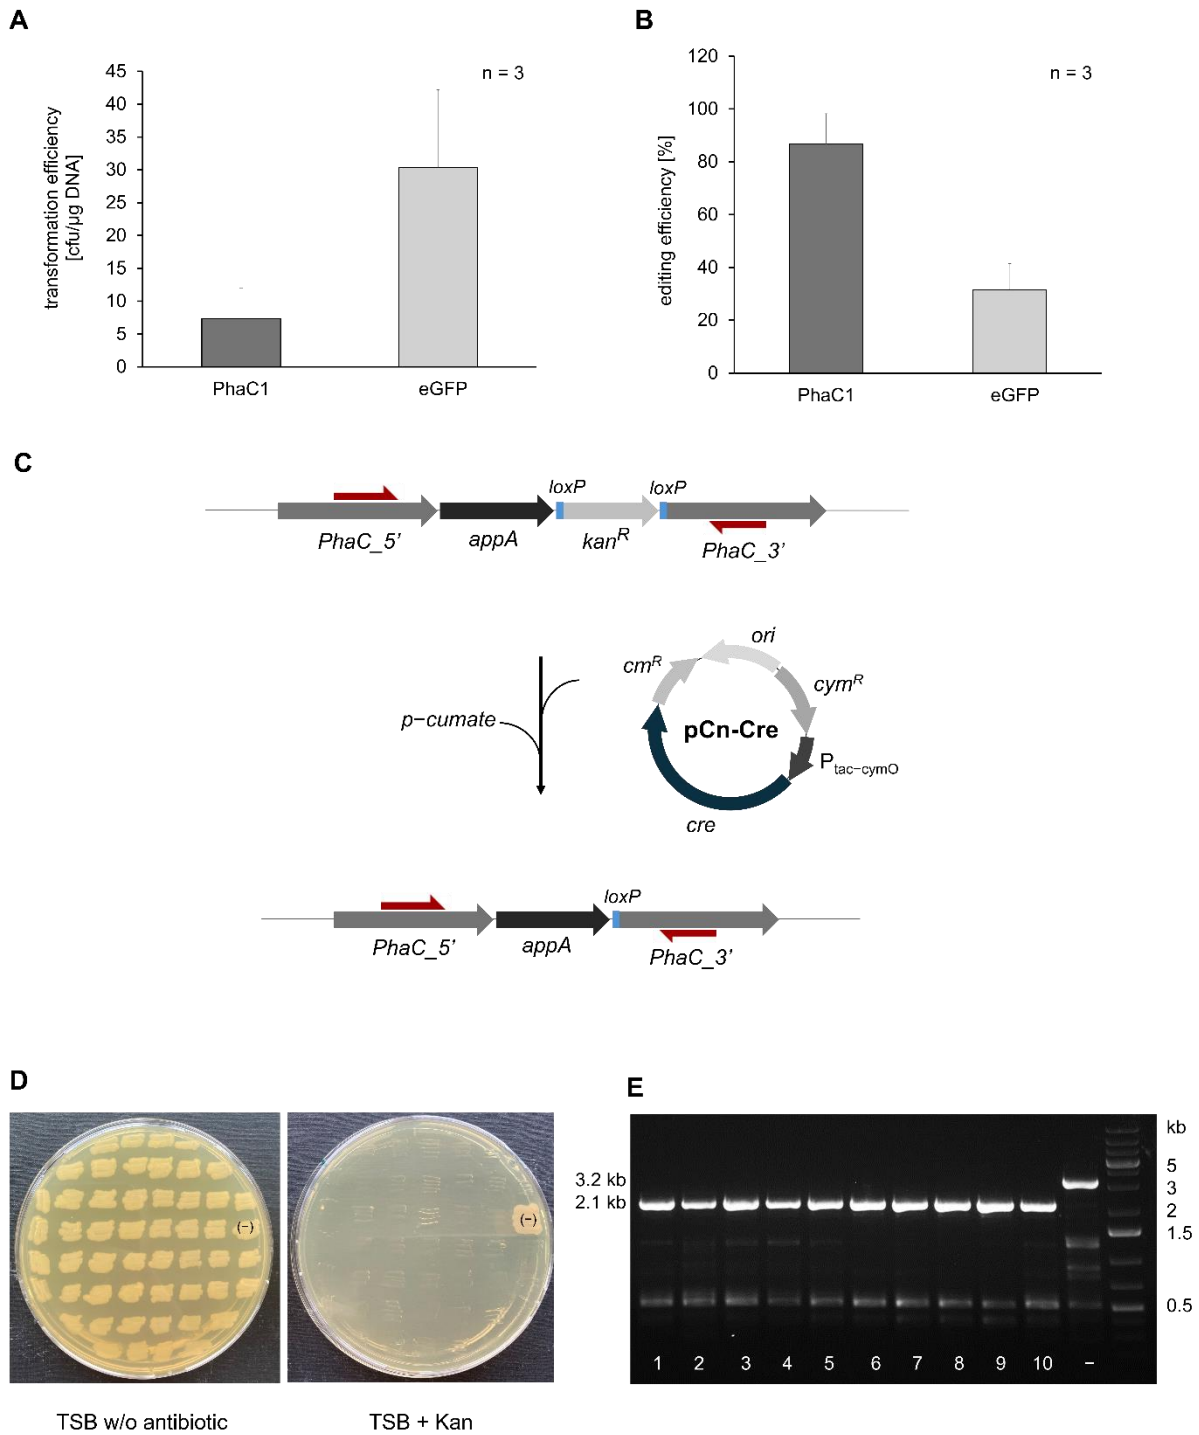 A
n = 3
transformation efficiency
[cfu/µg DNA]
45
40
35
30
25
20
15
10
5
0
PhaC1
eGFP
B
n = 3
editing efficiency [%]
120
100
80
60
40
20
0
PhaC1
eGFP
C
loxP
loxP
PhaC_5’
appA
kanR
PhaC_3’
p−cumate
ori
cmR
cymR
pCn-Cre
Ptac−cymO
cre
loxP
PhaC_5’
appA
PhaC_3’
D
(−)
(−)
TSB w/o antibiotic
TSB + Kan
E
3.2 kb
2.1 kb
kb
5
3
2
1.5
0.5
1 2 3 4 5 6 7 8 9 10 −